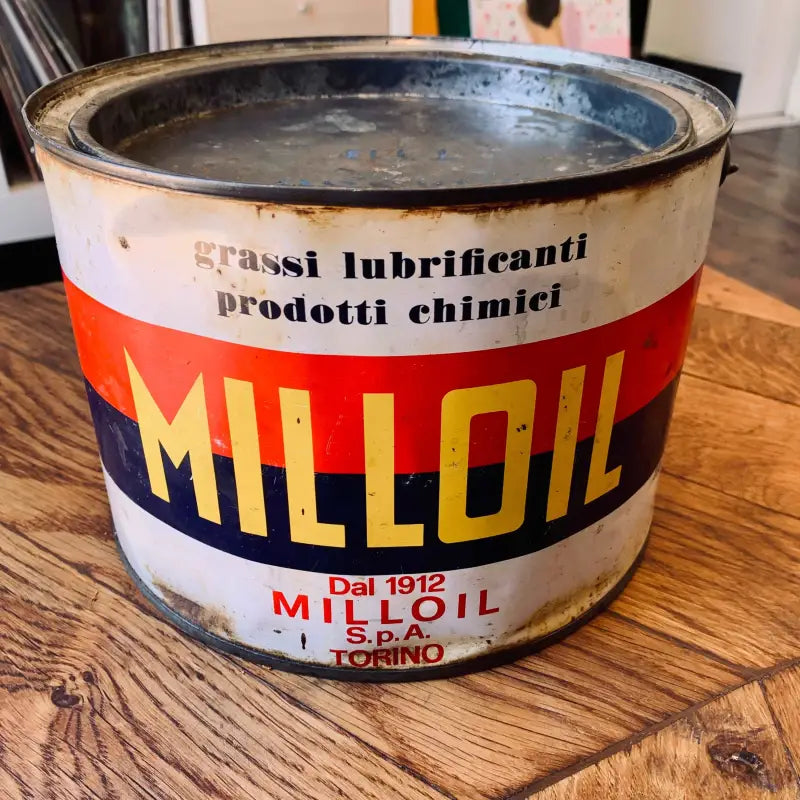 grassi lubrificanti
prodotti chimici
MILLOIL
Dal 1912
MILLOIL
S.p.A.
TORINO